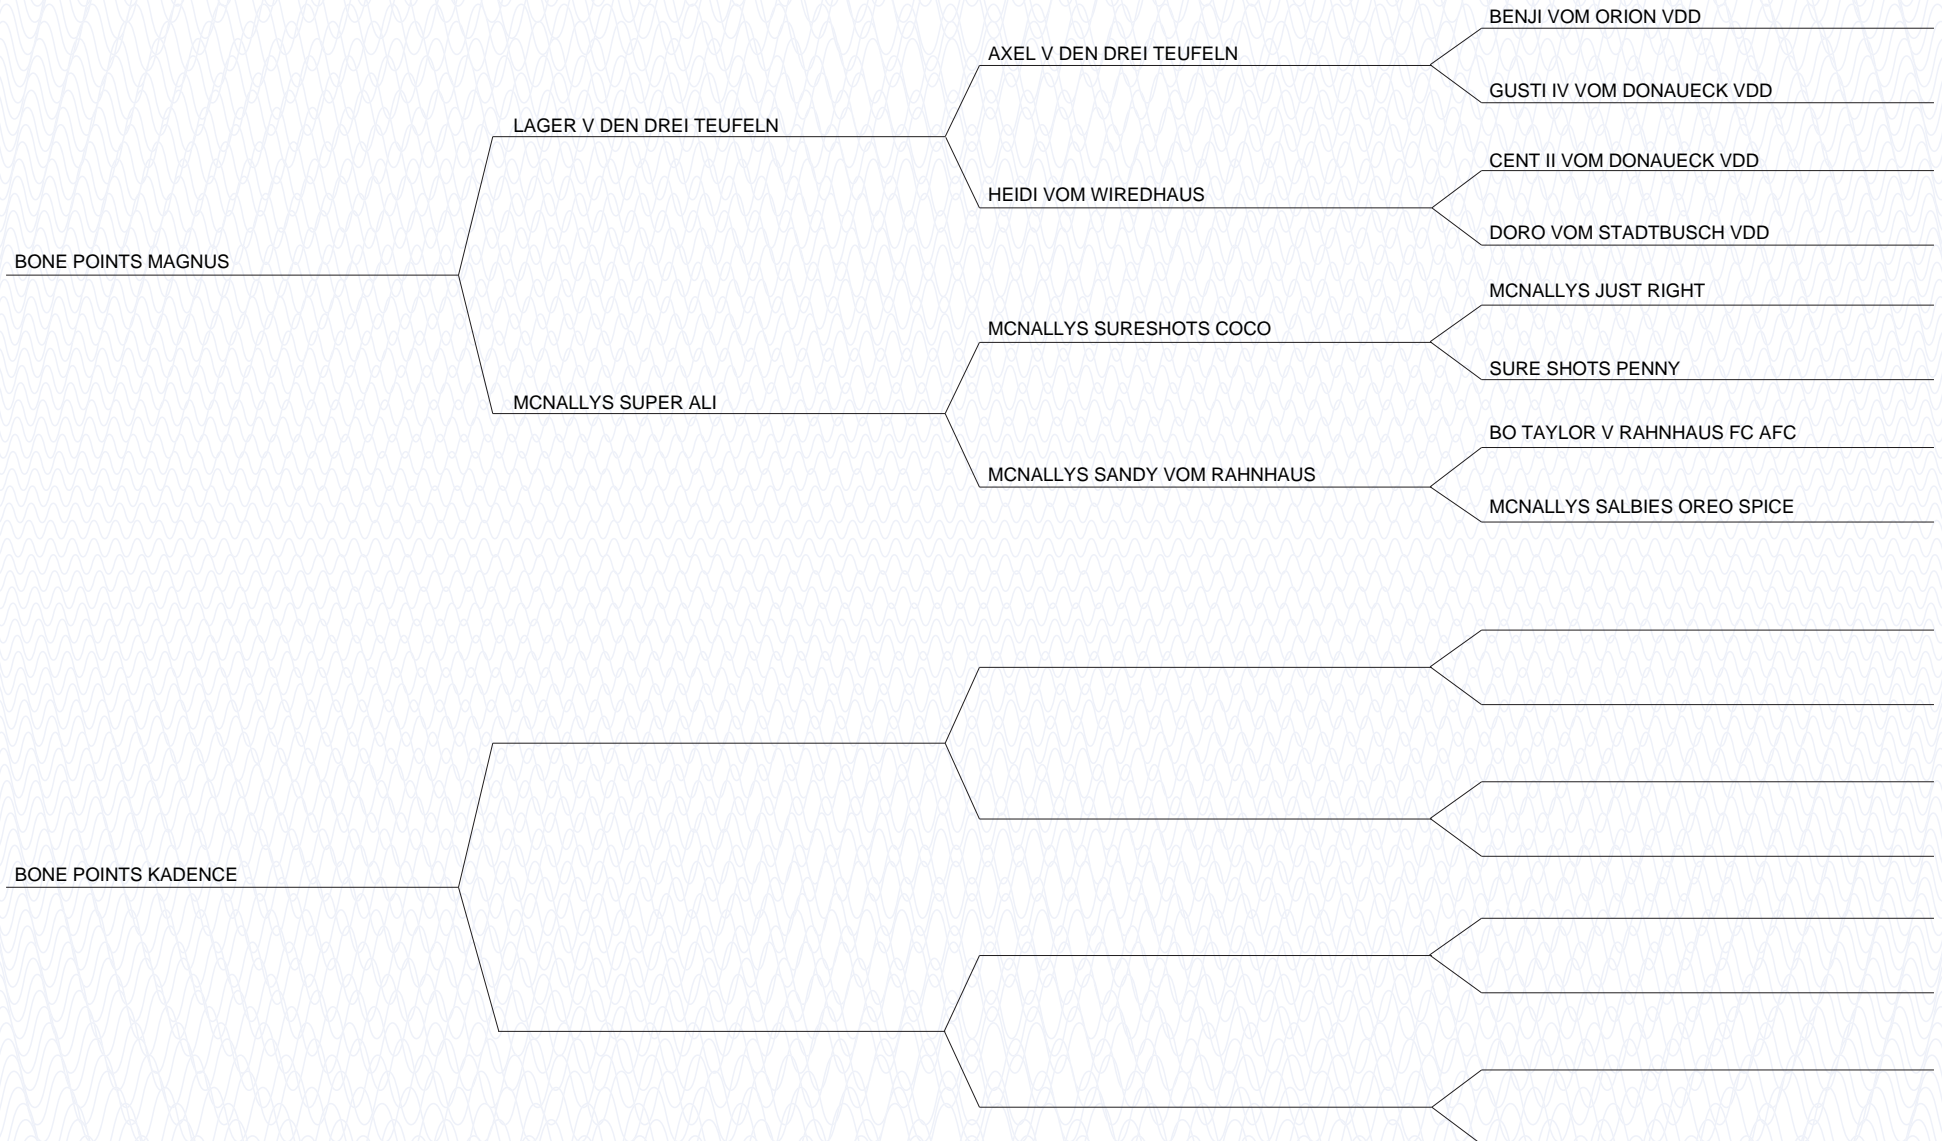 BENJI VOM ORION VDD
AXEL V DEN DREI TEUFELN
GUSTI IV VOM DONAUECK VDD
LAGER V DEN DREI TEUFELN
CENT II VOM DONAUECK VDD
HEIDI VOM WIREDHAUS
DORO VOM STADTBUSCH VDD
BONE POINTS MAGNUS
MCNALLYS JUST RIGHT
MCNALLYS SURESHOTS COCO
SURE SHOTS PENNY
MCNALLYS SUPER ALI
BO TAYLOR V RAHNHAUS FC AFC
MCNALLYS SANDY VOM RAHNHAUS
MCNALLYS SALBIES OREO SPICE
BONE POINTS KADENCE